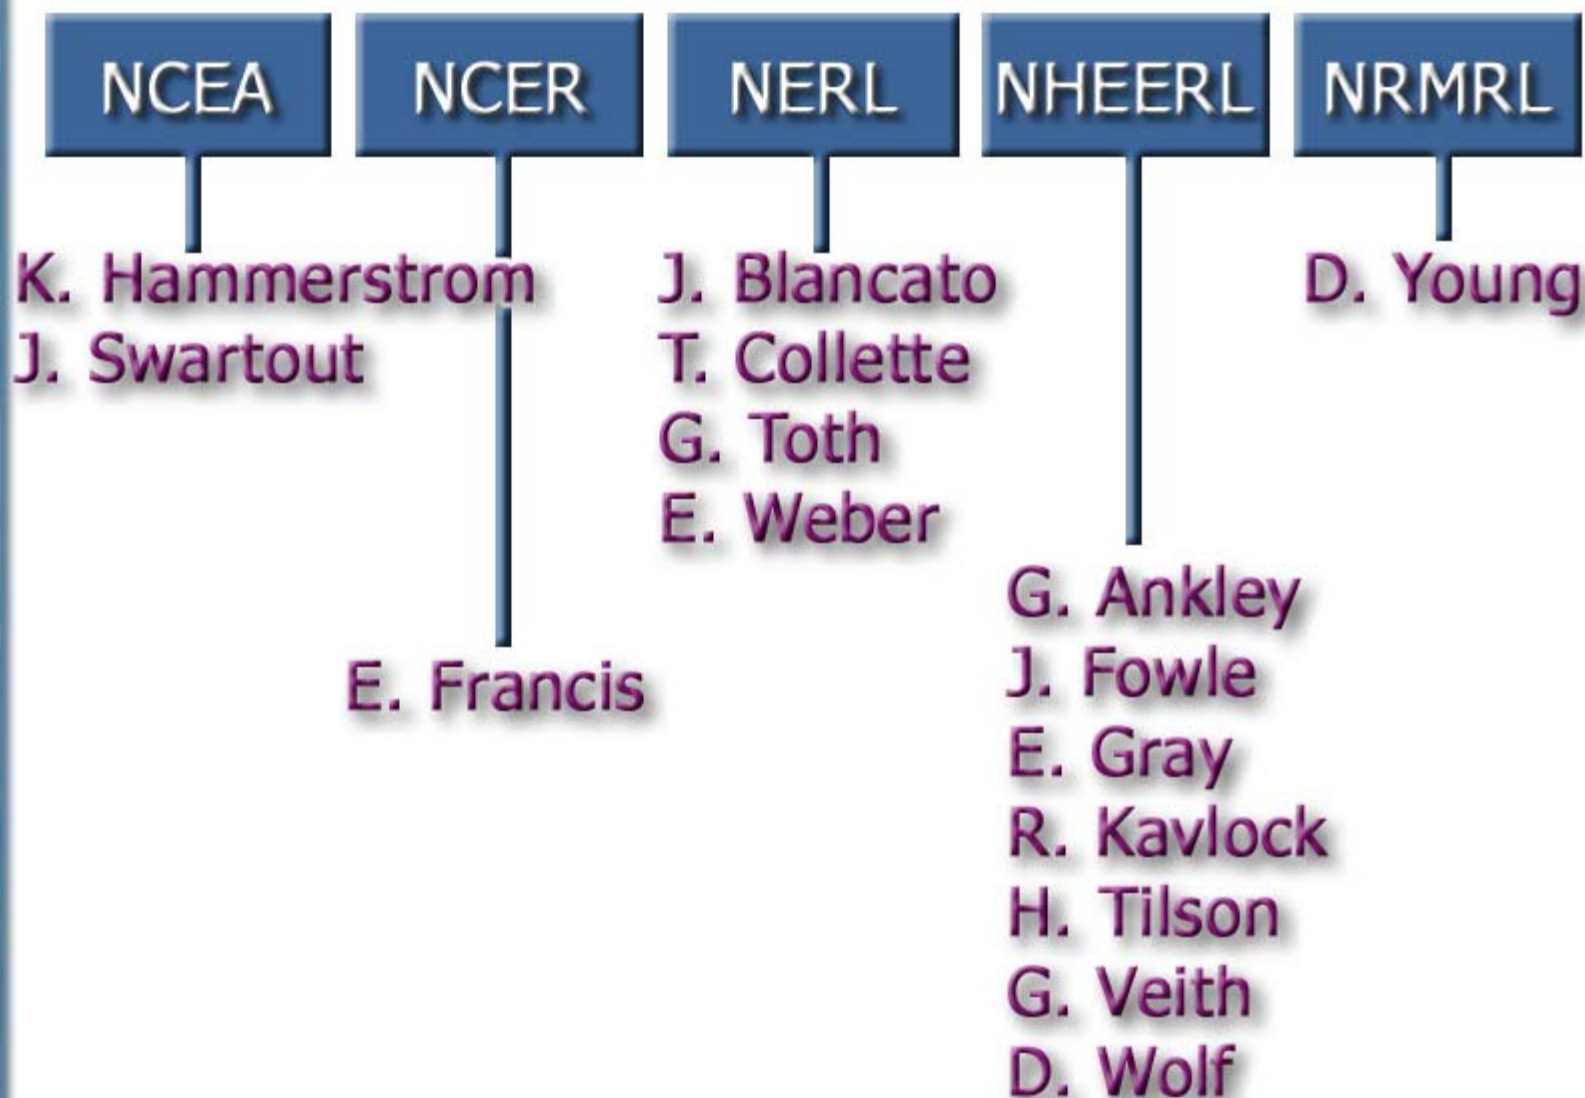 NCEA
NCER
NERL
NHEERL
NRMRL
K. Hammerstrom
J. Swartout
E. Francis
J. Blancato
T. Collette
G. Toth
E. Weber
G. Ankley
J. Fowle
E. Gray
R. Kavlock
H. Tilson
G. Veith
D. Wolf
D. Young